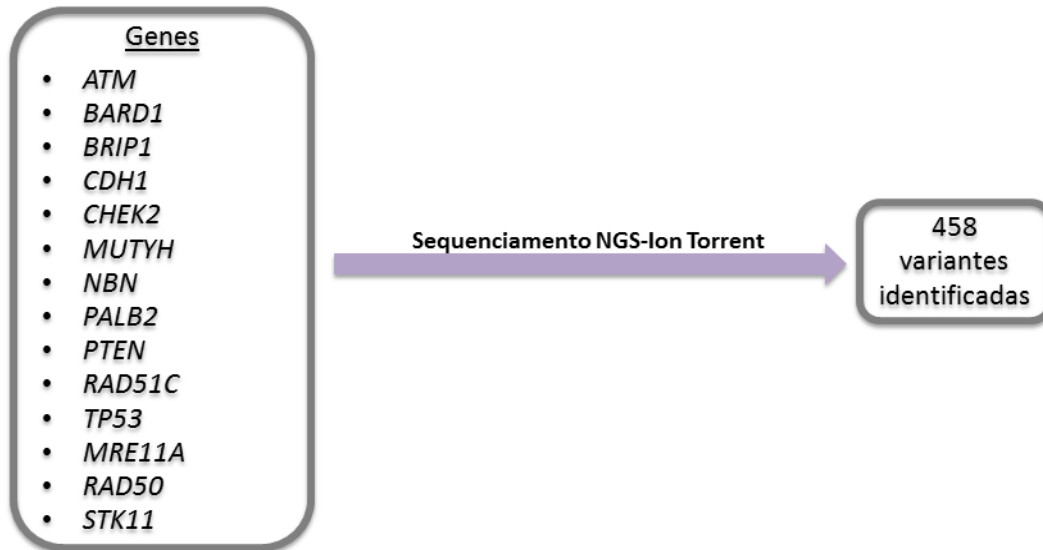 Genes
• ATM
• BARD1
• BRIP1
• CDH1
• CHEK2
• MUTYH
• NBN
• PALB2
• PTEN
• RAD51C
• TP53
• MRE11A
• RAD50
• STK11
Sequenciamento NGS-Ion Torrent
458
variantes
identificadas